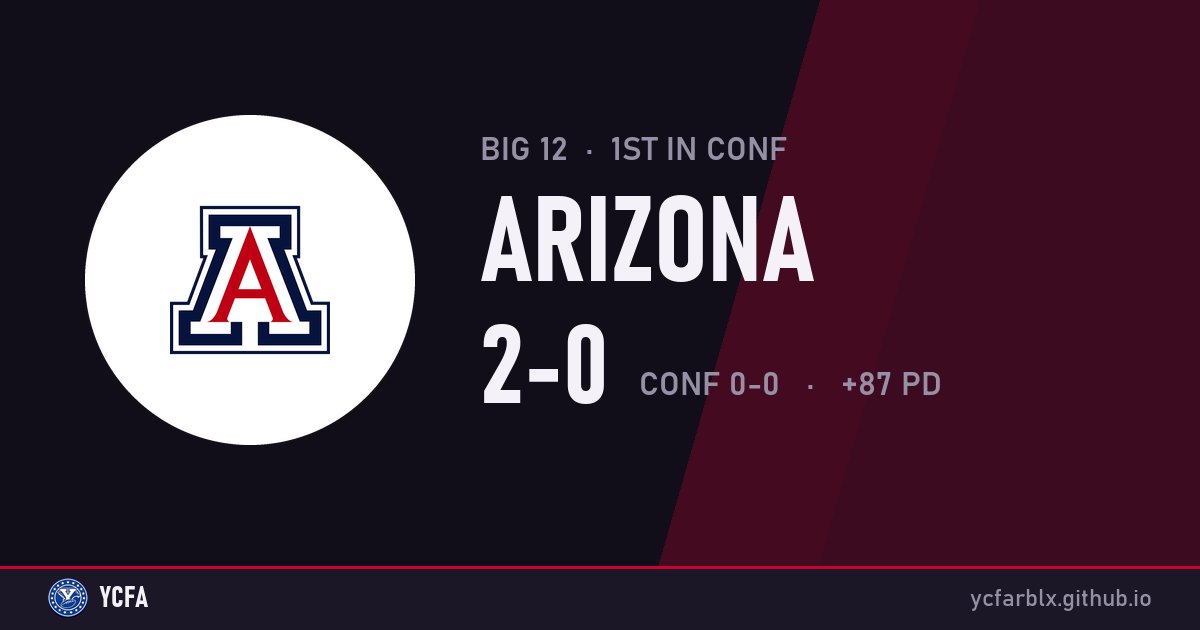 BIG 12 · 1ST IN CONF
ARIZONA
A
2-0 CONF 0-0 · +87 PD
YCFA ycfarblx.github.io